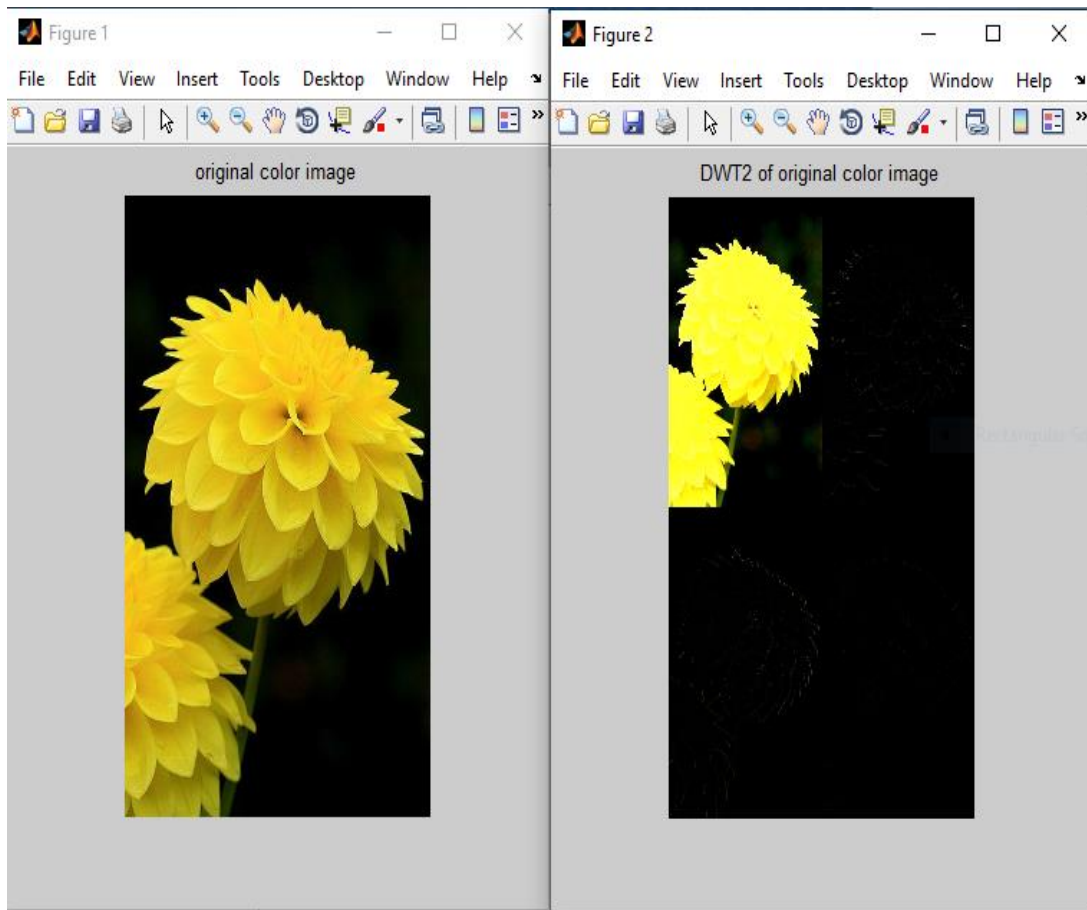 Figure 1
File Edit View Insert Tools Desktop Window Help
original color image
Figure 2
File Edit View Insert Tools Desktop Window Help
DWT2 of original color image
Rectangular